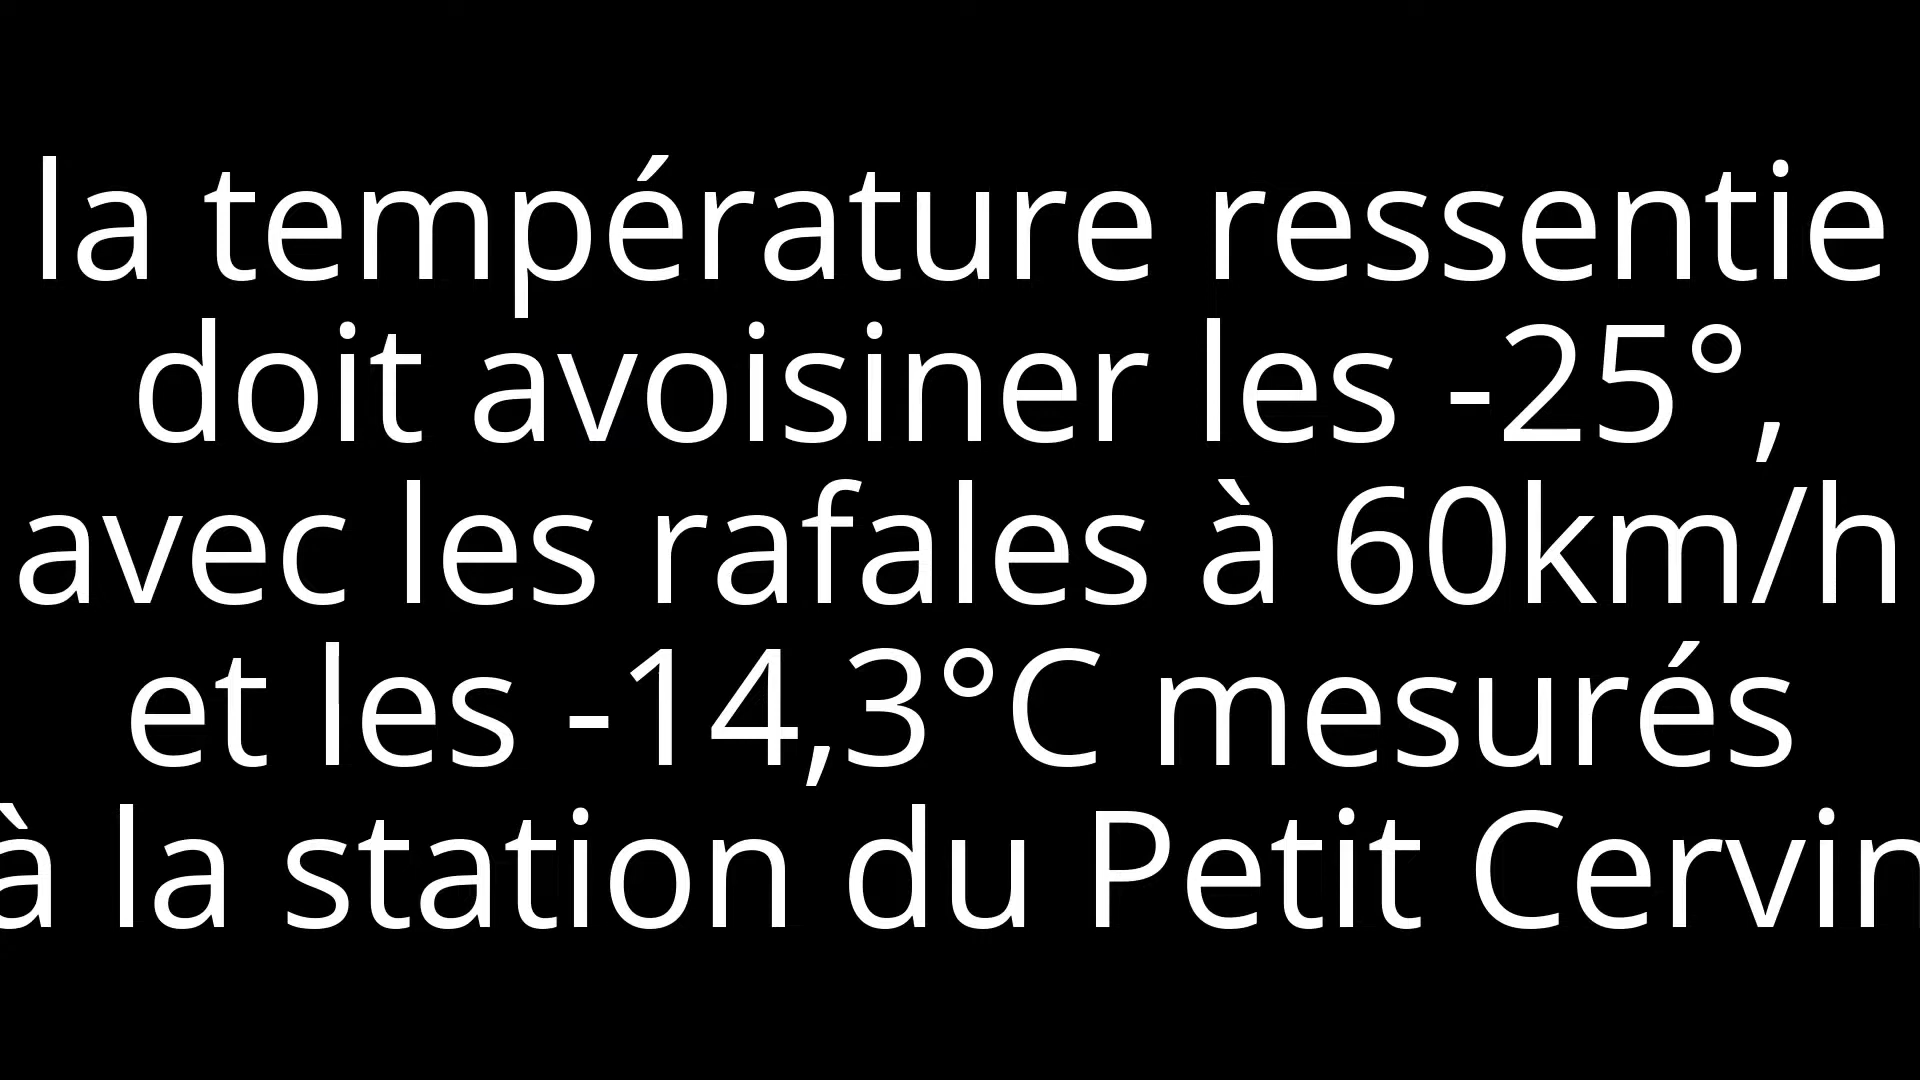 la température ressentie
doit avoisiner les -25°,
avec les rafales à 60km/h
et les -14,3°C mesurés
à la station du Petit Cervin